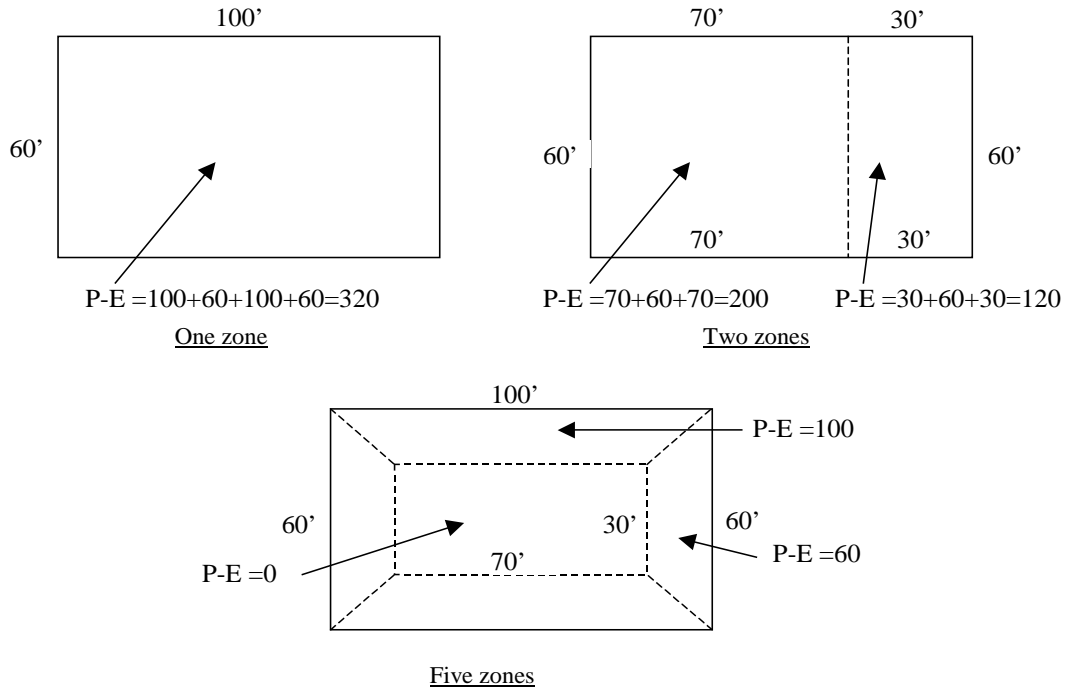 100’
60’
P-E =100+60+100+60=320
One zone
70’ 30’
60’ 60’
70’ 30’
P-E =70+60+70=200 P-E =30+60+30=120
Two zones
100’
P-E =100
60’ 30’ 60’
P-E =60
70’
P-E =0
Five zones